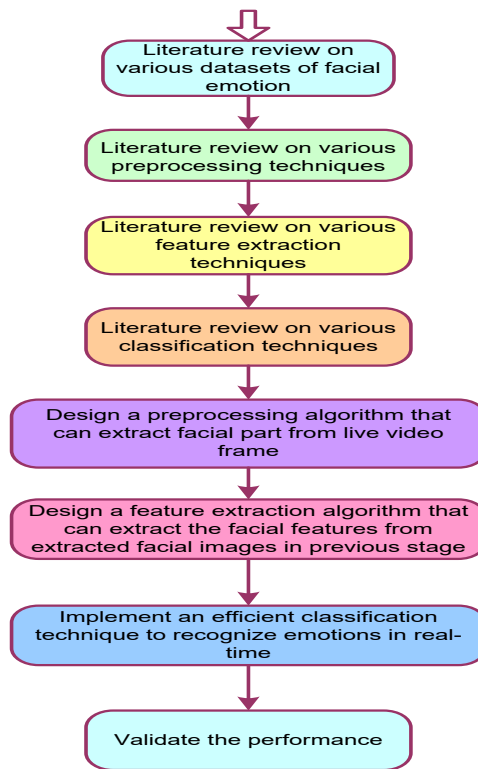 Literature review on
various datasets of facial
emotion
Literature review on various
preprocessing techniques
Literature review on various
feature extraction
techniques
Literature review on various
classification techniques
Design a preprocessing algorithm that
can extract facial part from live video
frame
Design a feature extraction algorithm that
can extract the facial features from
extracted facial images in previous stage
Implement an efficient classification
technique to recognize emotions in real-
time
Validate the performance